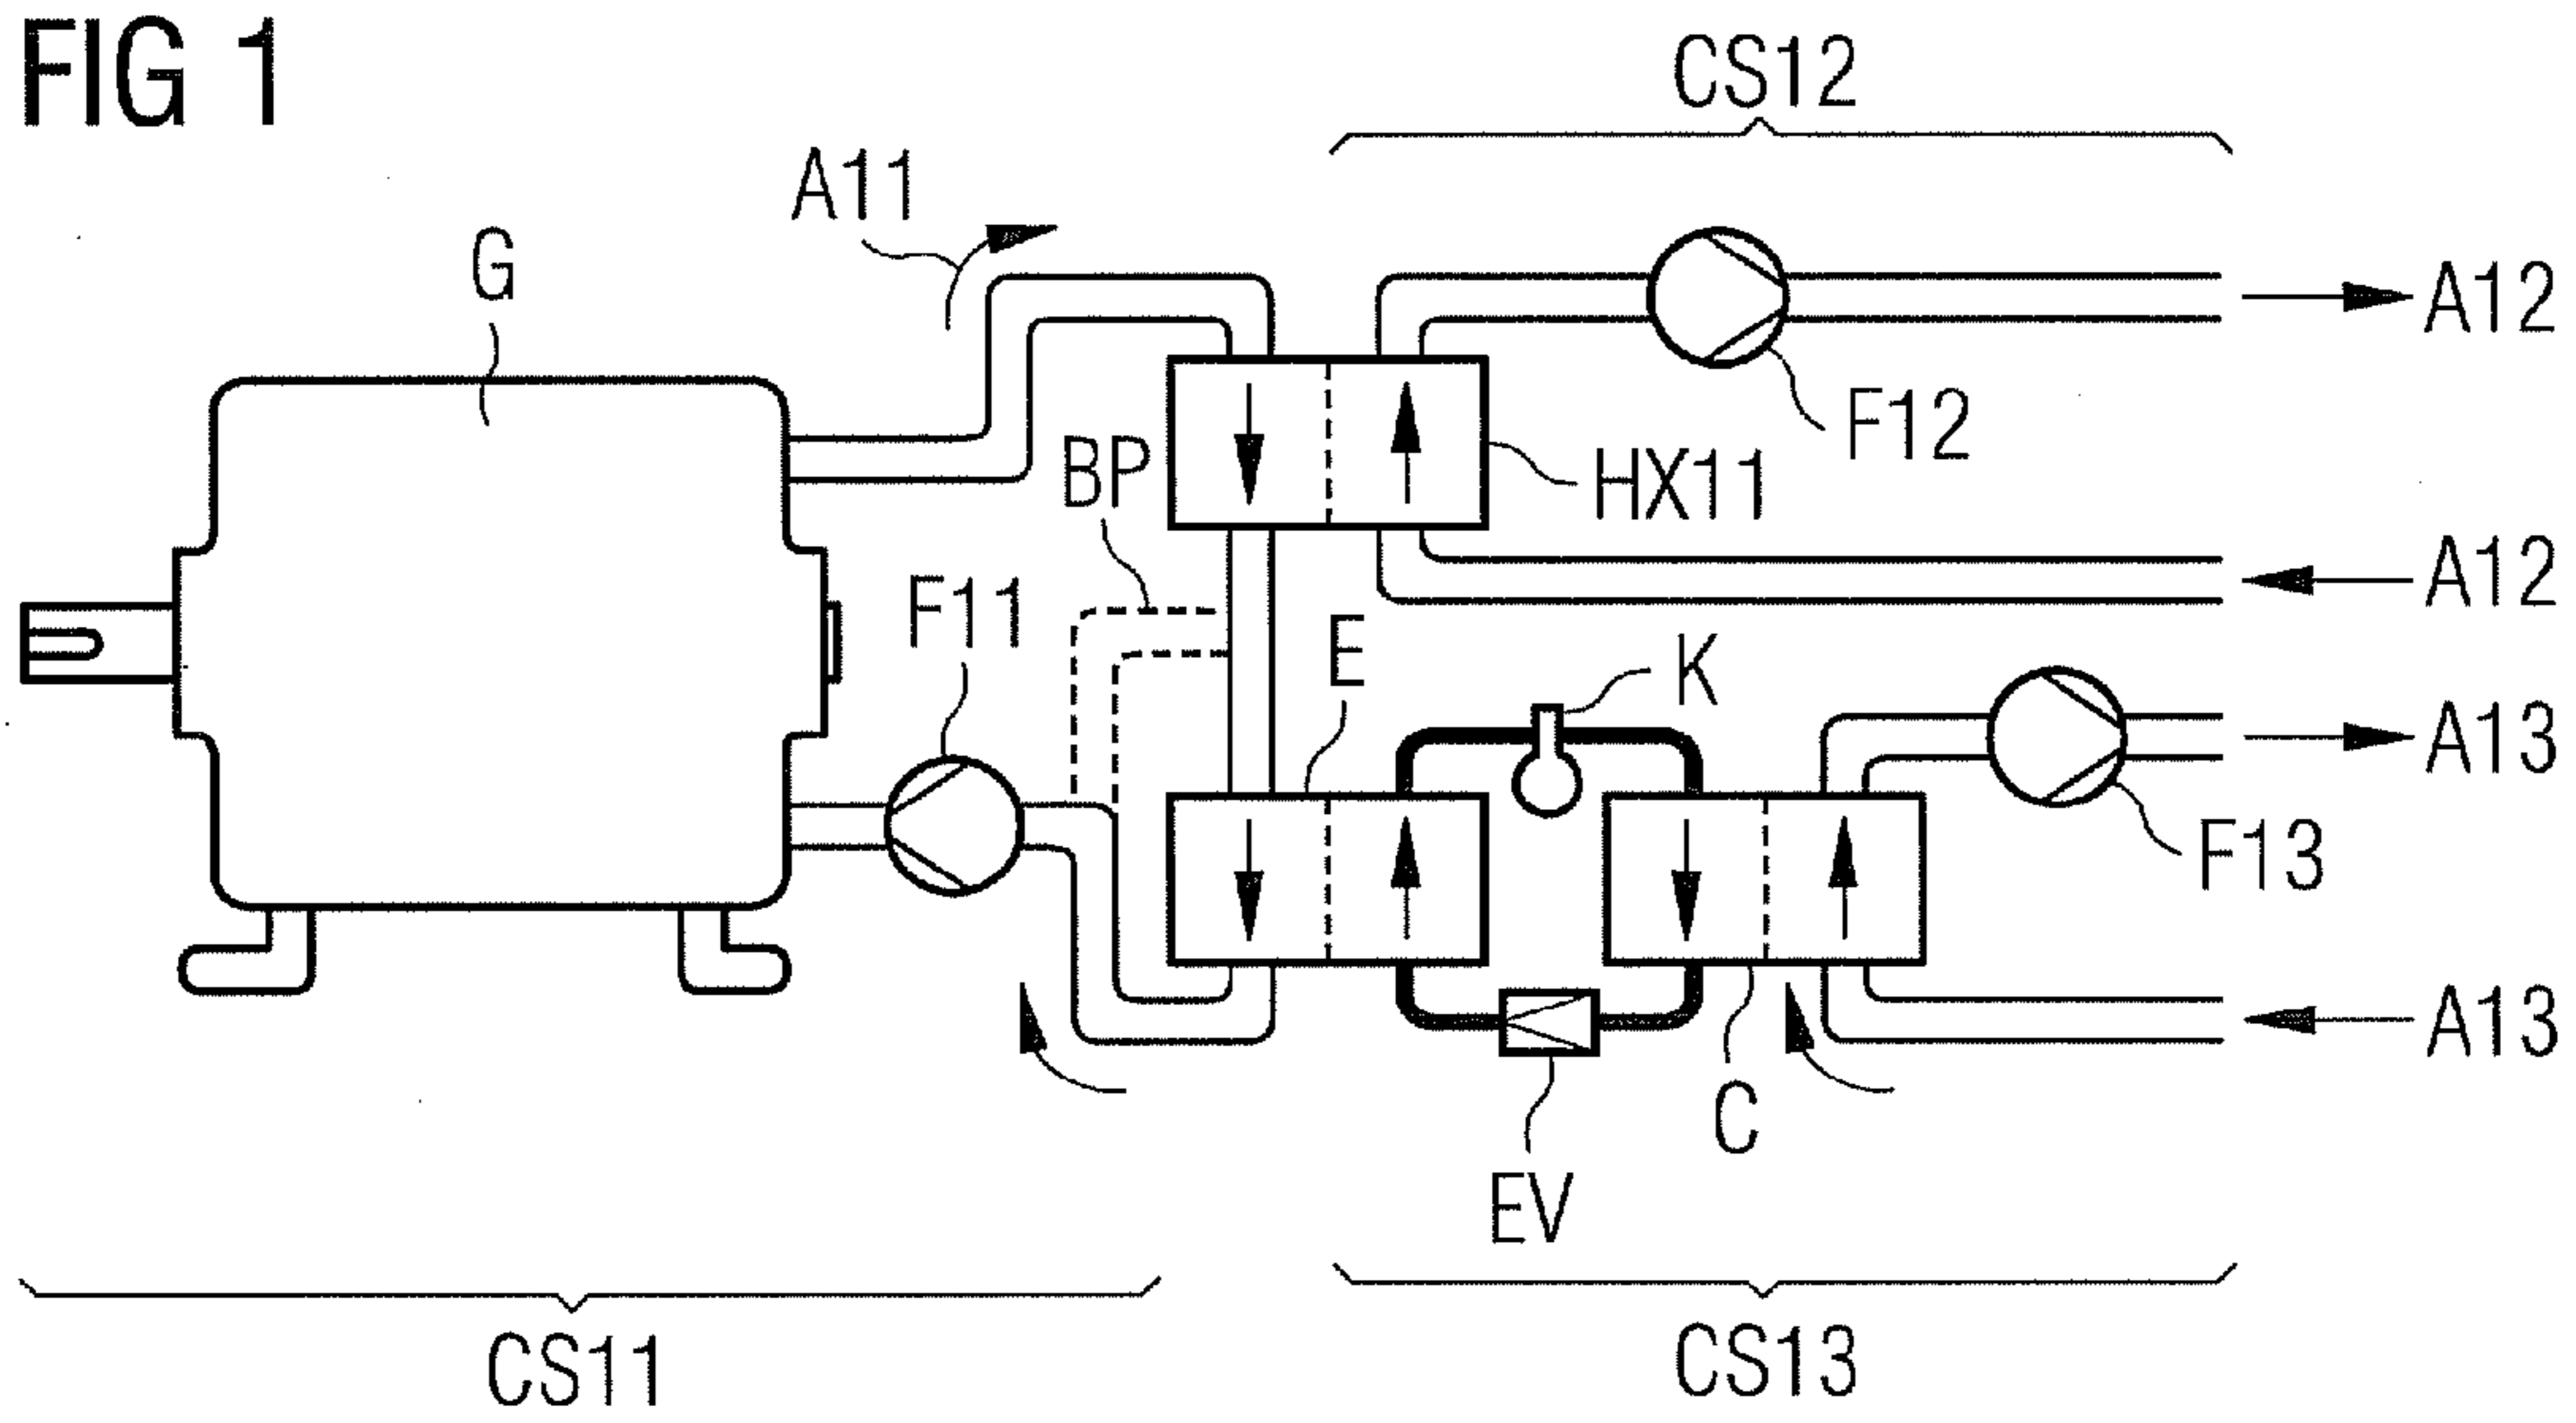 FIG 1
CS12
A11
G
A12
F12
BP
HX11
A12
F11
E
K
A13
F13
A13
C
EV
CS11
CS13